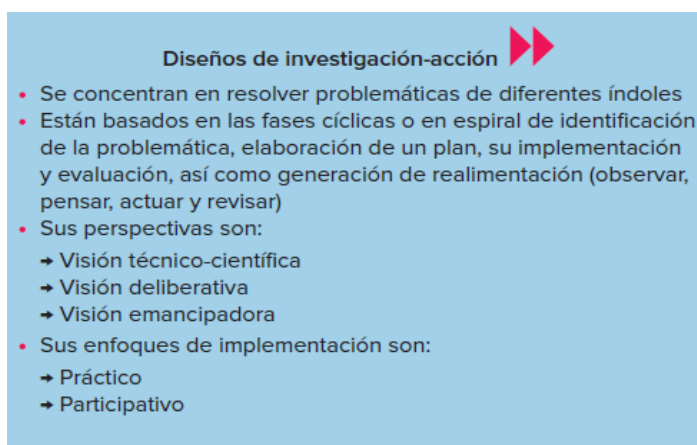 Diseños de investigación-acción
• Se concentran en resolver problemáticas de diferentes índoles
• Están basados en las fases cíclicas o en espiral de identificación
de la problemática, elaboración de un plan, su implementación
y evaluación, así como generación de realimentación (observar,
pensar, actuar y revisar)
• Sus perspectivas son:
→ Visión técnico-científica
→ Visión deliberativa
→ Visión emancipadora
• Sus enfoques de implementación son:
→ Práctico
→ Participativo